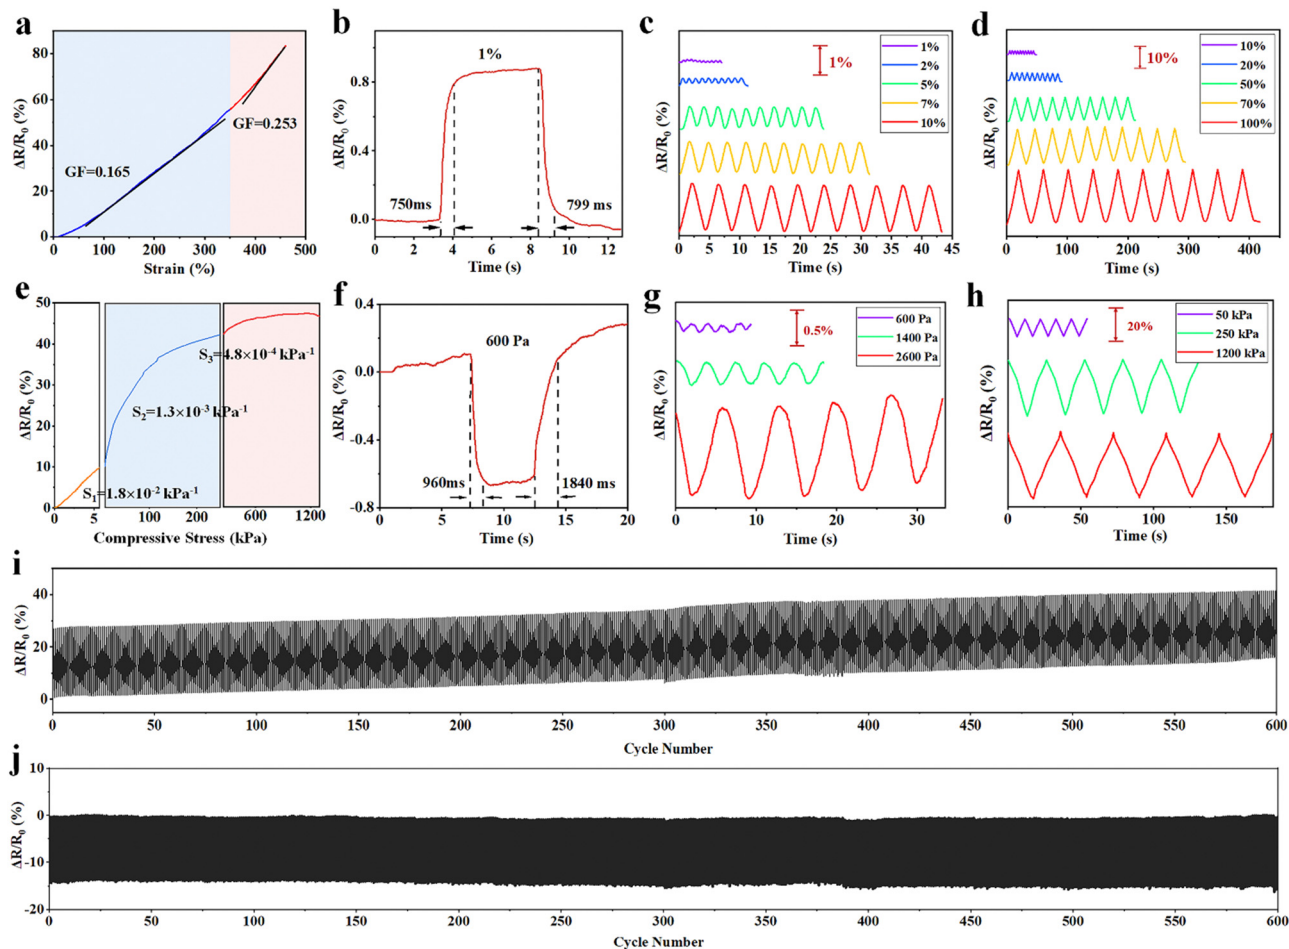 a
ΔR/R₀ (%)
80
60
40
20
0
GF=0.165
GF=0.253
0 100 200 300 400 500
Strain (%)
b
ΔR/R₀ (%)
1.2
0.8
0.4
0.0
1%
750ms
799 ms
0 2 4 6 8 10 12
Time (s)
c
ΔR/R₀ (%)
1%
1%
2%
5%
7%
10%
0 5 10 15 20 25 30 35 40 45
Time (s)
d
ΔR/R₀ (%)
10%
10%
20%
50%
70%
100%
0 100 200 300 400
Time (s)
e
ΔR/R₀ (%)
50
40
30
20
10
0
S₃=4.8×10⁻⁴ kPa⁻¹
S₂=1.3×10⁻³ kPa⁻¹
S₁=1.8×10⁻² kPa⁻¹
0 5 100 200 600 1200
Compressive Stress (kPa)
f
ΔR/R₀ (%)
0.4
0.0
-0.4
-0.8
600 Pa
960ms
1840 ms
0 5 10 15 20
Time (s)
g
ΔR/R₀ (%)
0.5%
600 Pa
1400 Pa
2600 Pa
0 10 20 30
Time (s)
h
ΔR/R₀ (%)
20%
50 kPa
250 kPa
1200 kPa
0 50 100 150
Time (s)
i
ΔR/R₀ (%)
40
20
0
0 50 100 150 200 250 300 350 400 450 500 550 600
Cycle Number
j
ΔR/R₀ (%)
10
0
-10
-20
0 50 100 150 200 250 300 350 400 450 500 550 600
Cycle Number